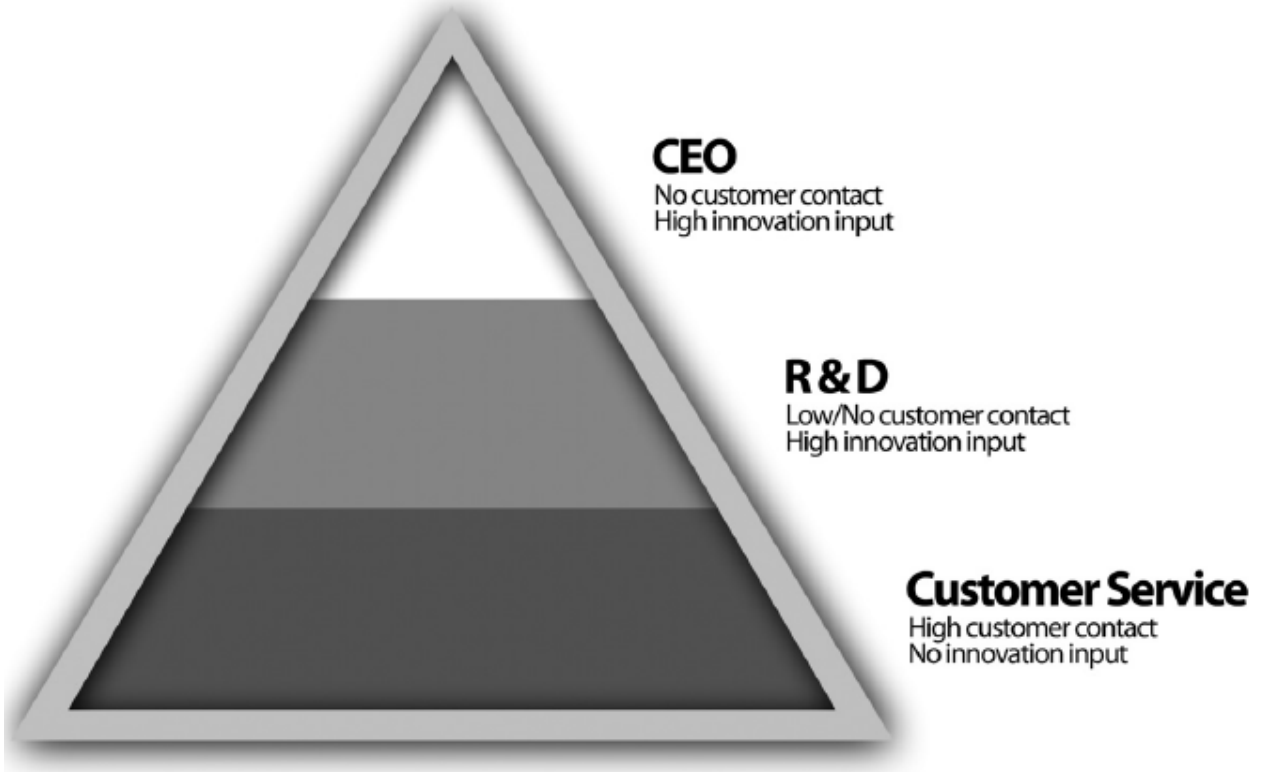 CEO
No customer contact
High innovation input
R & D
Low/No customer contact
High innovation input
Customer Service
High customer contact
No innovation input